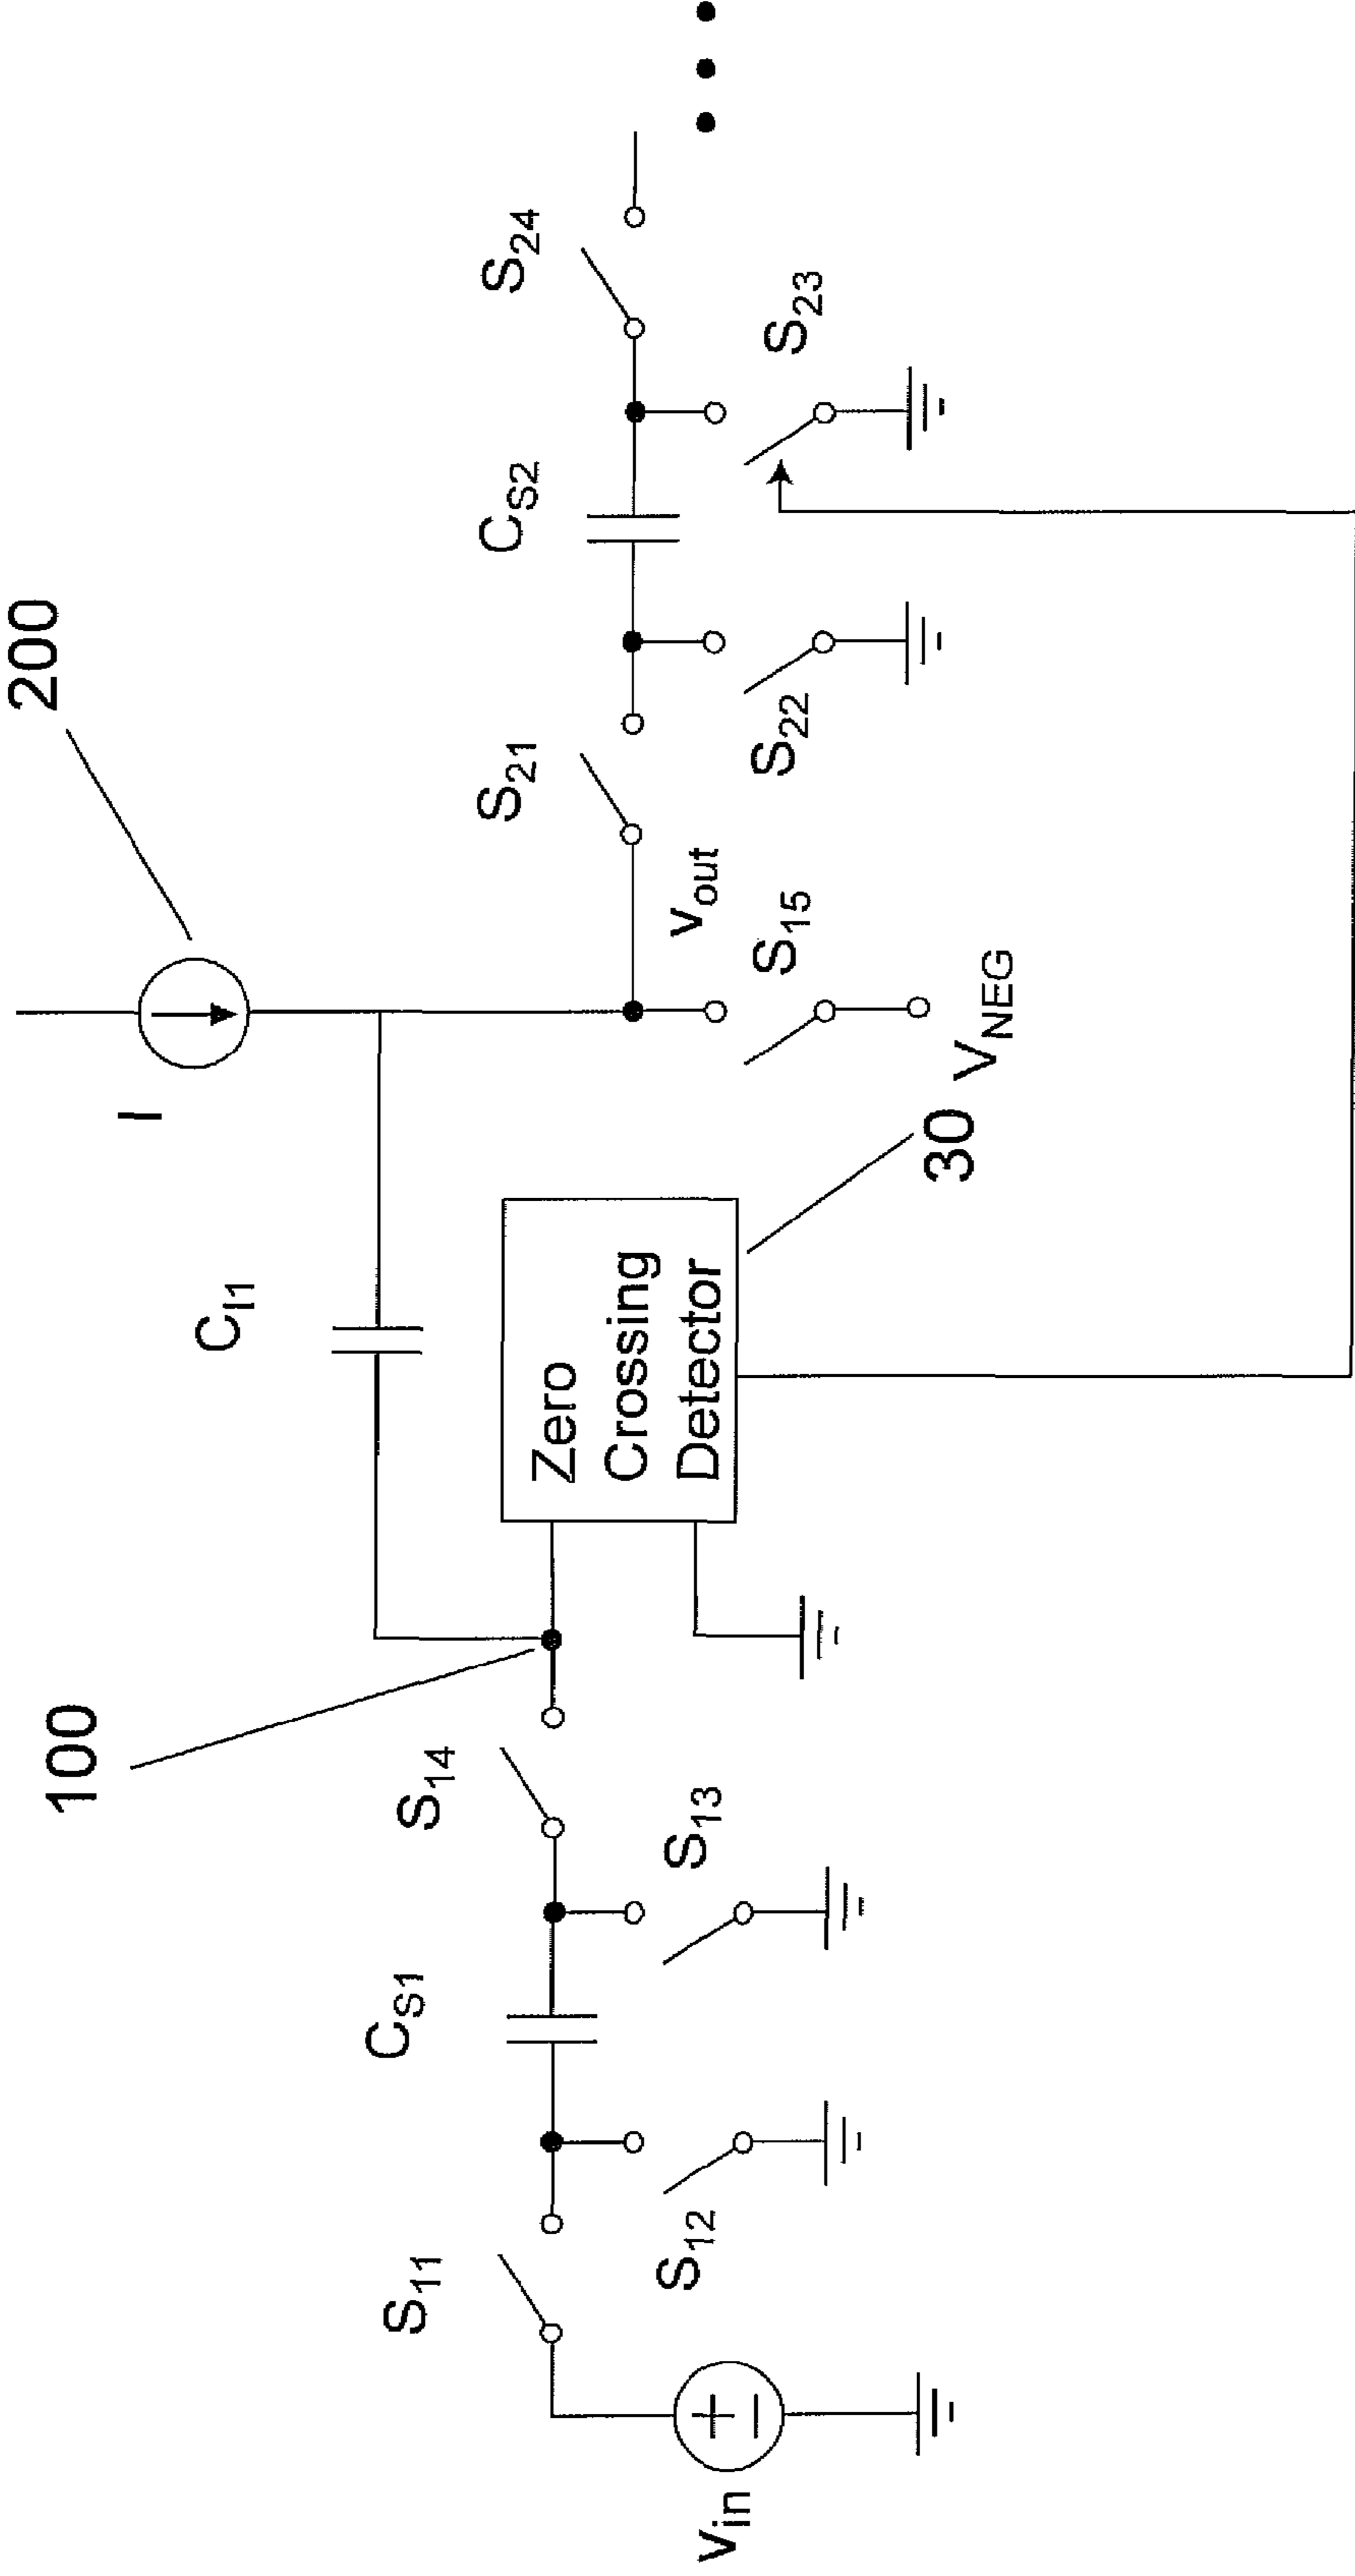 200
I
C_I1
100
S_14
C_S1
S_13
S_11
S_12
v_in
Zero
Crossing
Detector
30
V_NEG
S_15
v_out
S_21
S_22
C_S2
S_24
S_23